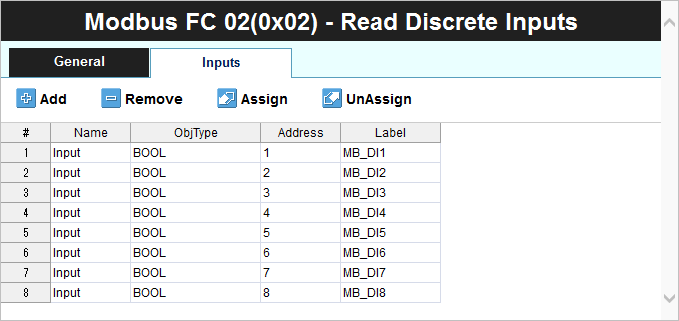 Modbus FC 02(0x02) - Read Discrete Inputs
General Inputs
Add Remove Assign UnAssign
# Name ObjType Address Label
1 Input BOOL 1 MB_DI1
2 Input BOOL 2 MB_DI2
3 Input BOOL 3 MB_DI3
4 Input BOOL 4 MB_DI4
5 Input BOOL 5 MB_DI5
6 Input BOOL 6 MB_DI6
7 Input BOOL 7 MB_DI7
8 Input BOOL 8 MB_DI8